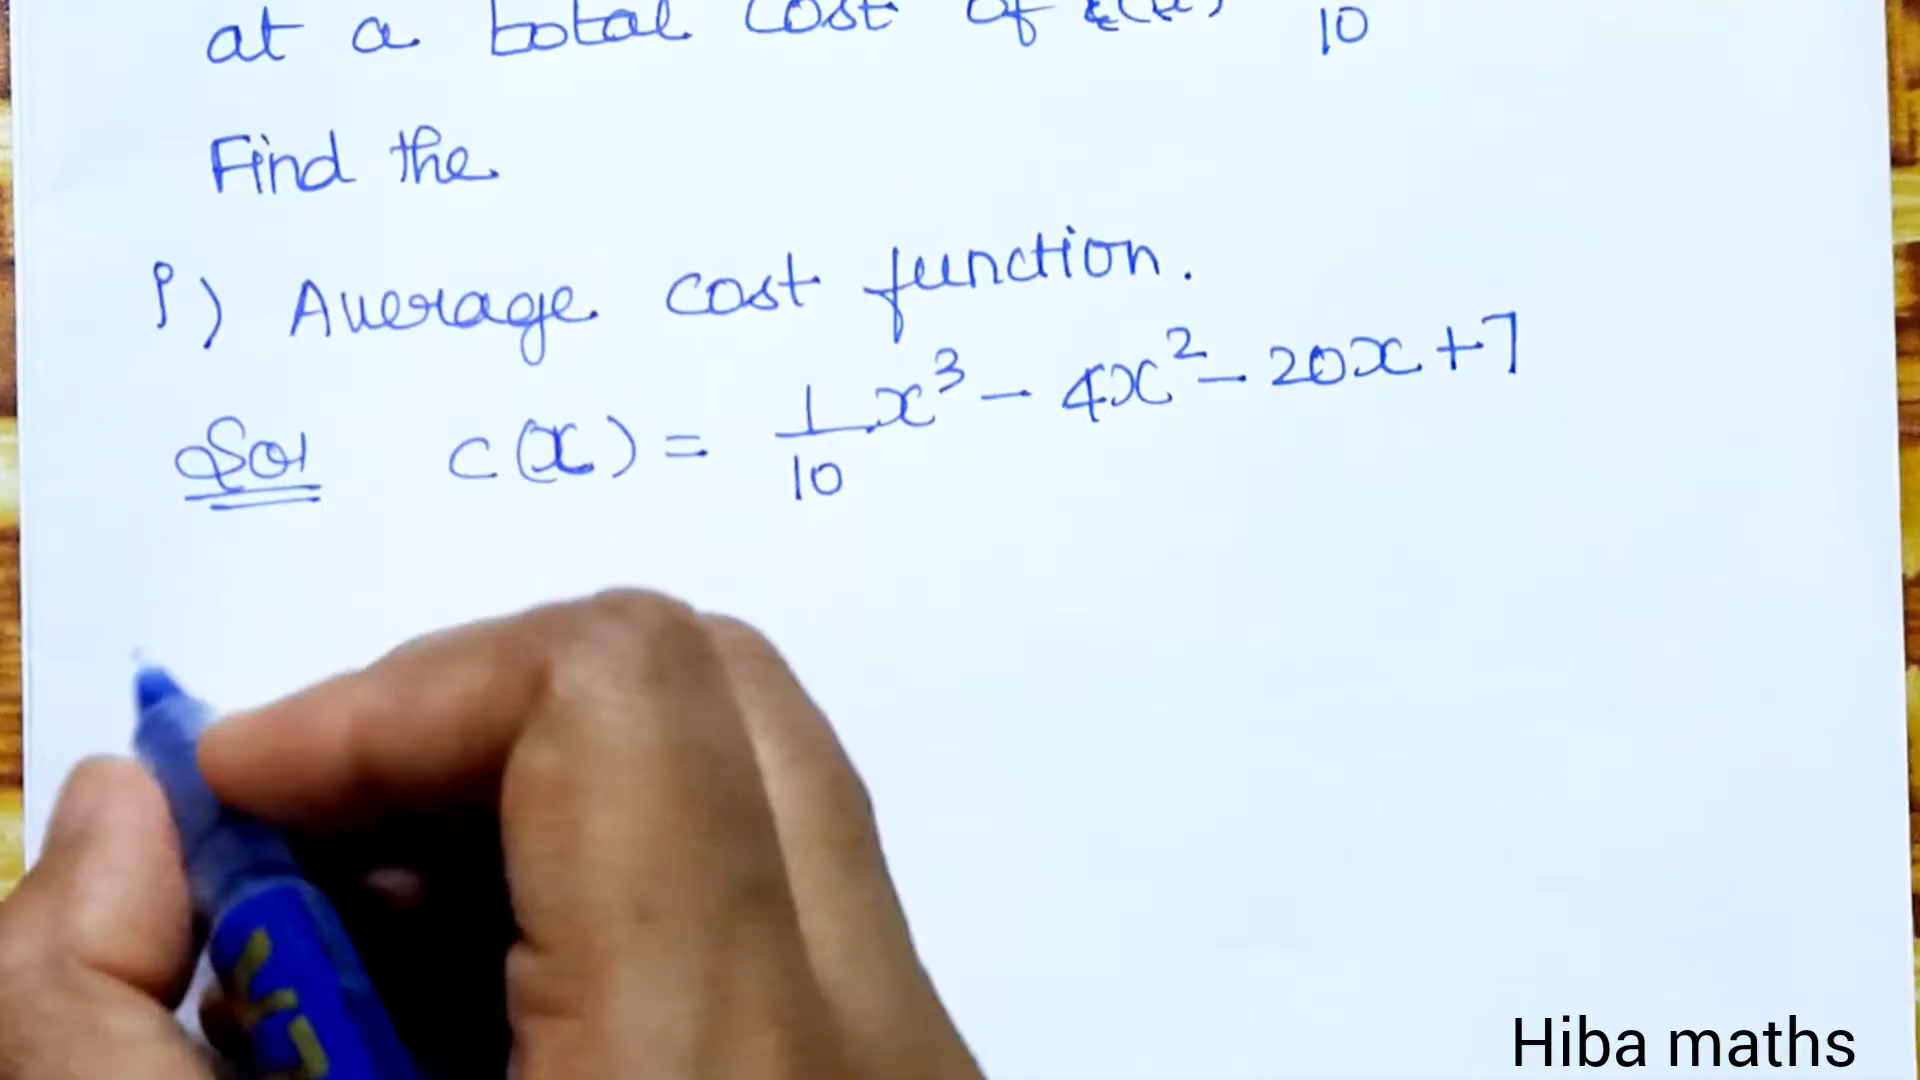 at a total cost of
10
Find the
i) Average cost function.
Sol C(x) = 1/10 x³ - 4x² - 20x + 7
Hiba maths